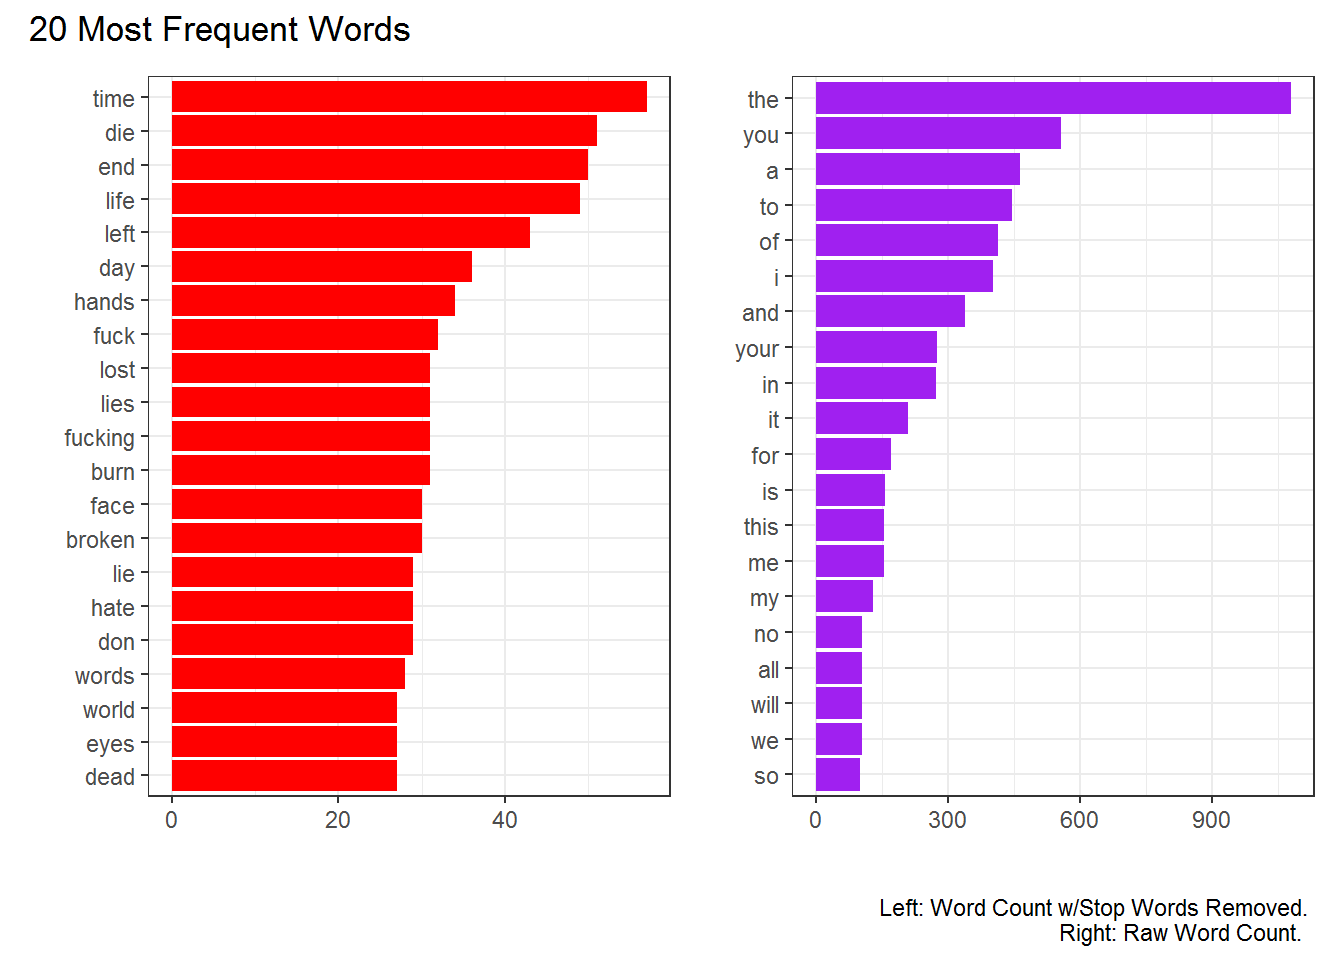 20 Most Frequent Words
time
die
end
life
left
day
hands
fuck
lost
lies
fucking
burn
face
broken
lie
hate
don
words
world
eyes
dead
0 20 40
the
you
a
to
of
i
and
your
in
it
for
is
this
me
my
no
all
will
we
so
0 300 600 900
Left: Word Count w/Stop Words Removed.
Right: Raw Word Count.